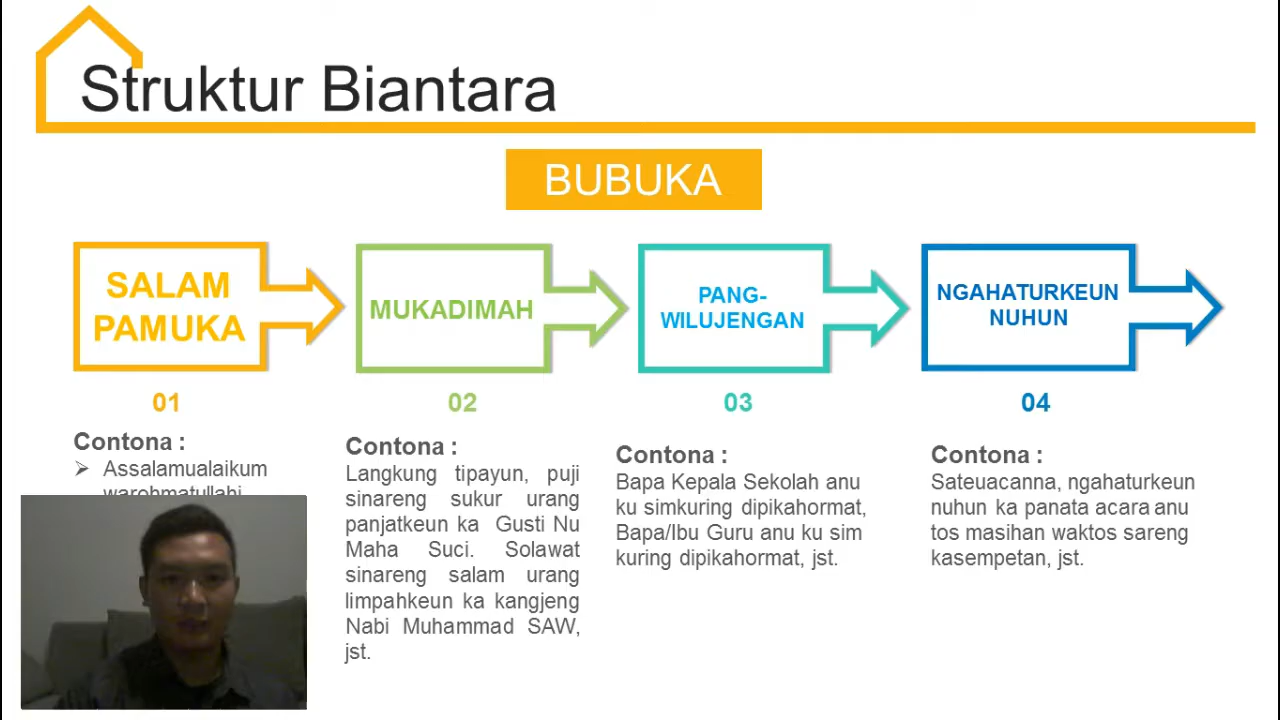 Struktur Biantara
BUBUKA
SALAM
PAMUKA
01
Contona :
➢ Assalamualaikum
warohmatullahi
MUKADIMAH
02
Contona :
Langkung tipayun, puji
sinareng sukur urang
panjatkeun ka Gusti Nu
Maha Suci. Solawat
sinareng salam urang
limpahkeun ka kangjeng
Nabi Muhammad SAW,
jst.
PANG-
WILUJENGAN
03
Contona :
Bapa Kepala Sekolah anu
ku simkuring dipikahormat,
Bapa/Ibu Guru anu ku sim
kuring dipikahormat, jst.
NGAHATURKEUN
NUHUN
04
Contona :
Sateuacanna, ngahaturkeun
nuhun ka panata acara anu
tos masihan waktos sareng
kasempetan, jst.